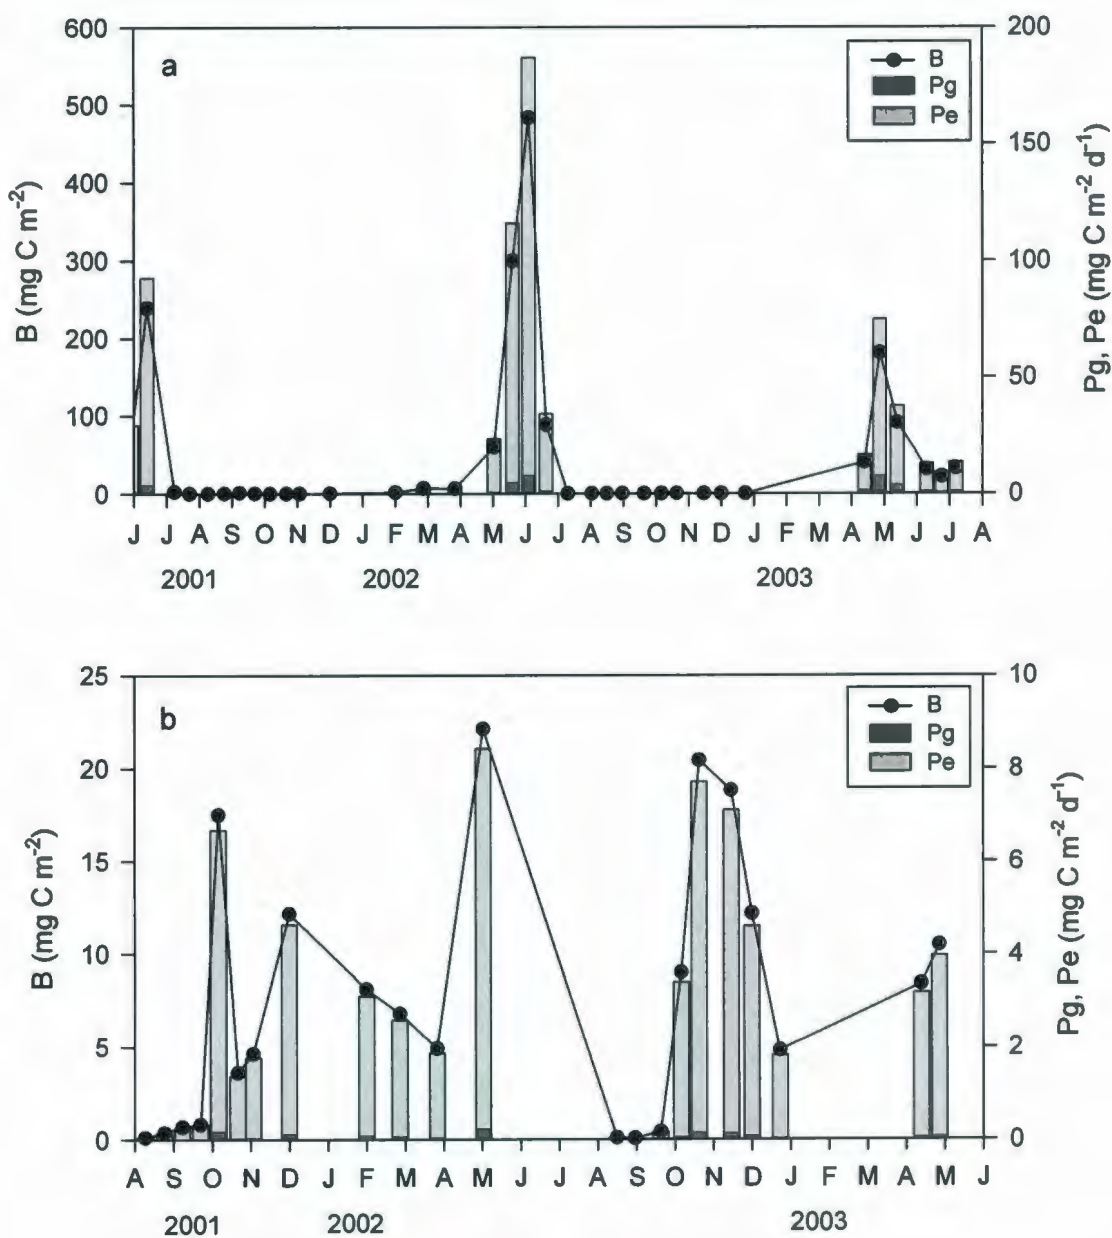 a
B
Pg
Pe
600
500
400
300
200
100
0
B (mg C m-2)
200
150
100
50
0
Pg, Pe (mg C m-2 d-1)
J J A S O N D J F M A M J J A S O N D J F M A M J J A
2001 2002 2003
b
B
Pg
Pe
25
20
15
10
5
0
B (mg C m-2)
10
8
6
4
2
0
Pg, Pe (mg C m-2 d-1)
A S O N D J F M A M J J A S O N D J F M A M J
2001 2002 2003